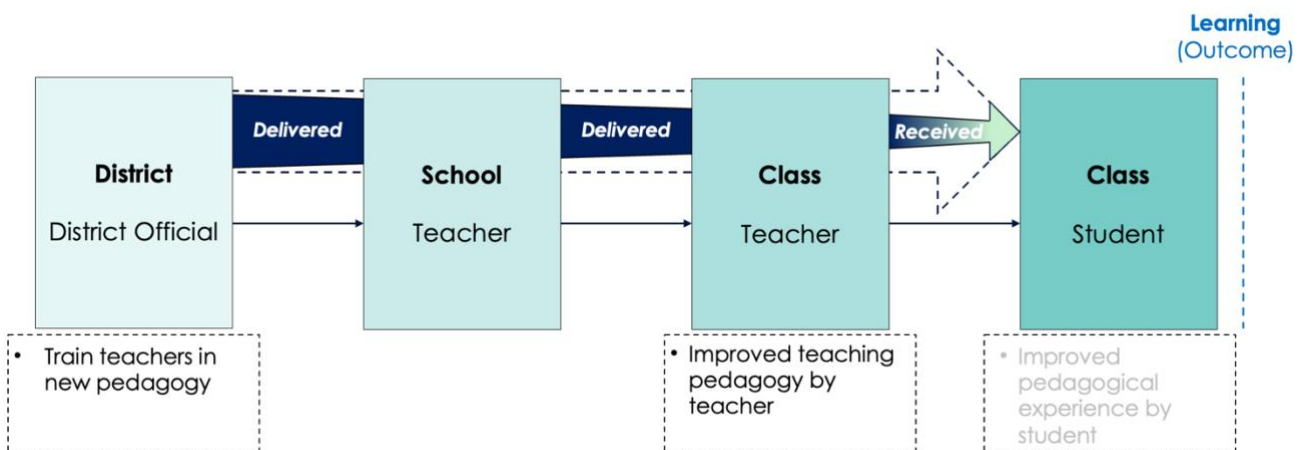 Learning
(Outcome)
Delivered
Delivered
Received
District
School
Class
Class
District Official
Teacher
Teacher
Student
• Train teachers in
new pedagogy
• Improved teaching
pedagogy by
teacher
• Improved
pedagogical
experience by
student